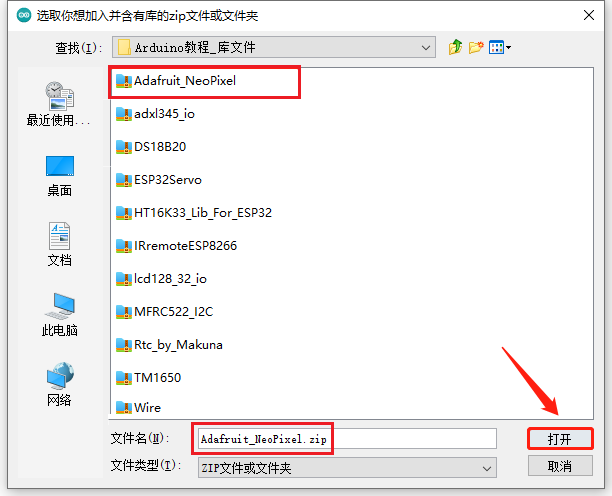 选取你想加入并含有库的zip文件或文件夹
查找(I):
Arduino教程_库文件
最近使用...
桌面
文档
此电脑
网络
Adafruit_NeoPixel
adxl345_io
DS18B20
ESP32Servo
HT16K33_Lib_For_ESP32
IRremoteESP8266
lcd128_32_io
MFRC522_I2C
Rtc_by_Makuna
TM1650
Wire
文件名(N):
Adafruit_NeoPixel.zip
打开
文件类型(T):
ZIP文件或文件夹
取消